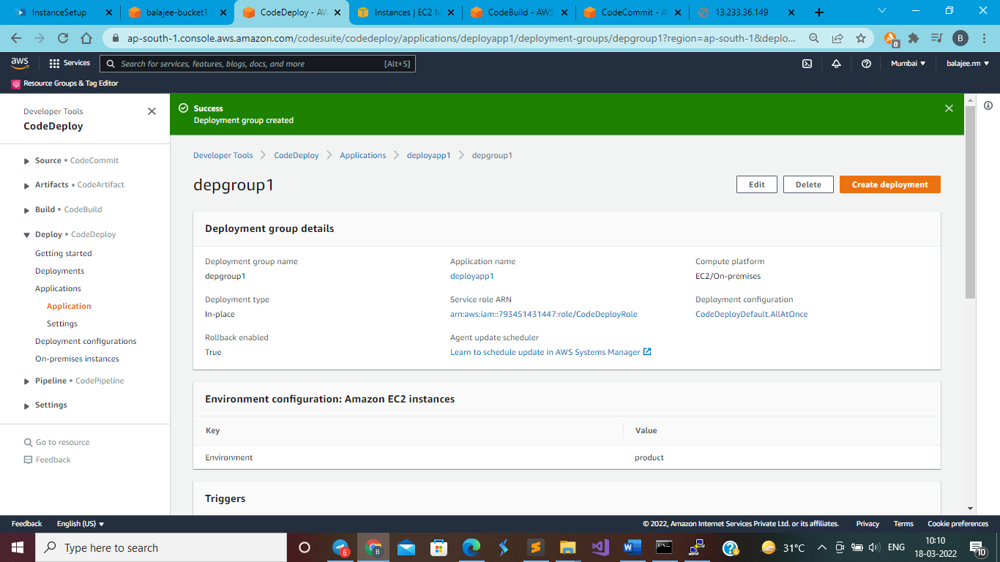 InstanceSetup
balajee-bucket1 -
CodeDeploy - AW
Instances | EC2 M
CodeBuild - AWS
CodeCommit - A
13.233.36.149
ap-south-1.console.aws.amazon.com/codesuite/codedeploy/applications/deployapp1/deployment-groups/depgroup1?region=ap-south-1&deplo...
0
B
aws
Services
Search for services, features, blogs, docs, and more
[Alt+S]
Mumbai
balajee.rm
Resource Groups & Tag Editor
Developer Tools
CodeDeploy
Source • CodeCommit
Artifacts • CodeArtifact
Build • CodeBuild
Deploy • CodeDeploy
Getting started
Deployments
Applications
Application
Settings
Deployment configurations
On-premises instances
Pipeline • CodePipeline
Settings
Go to resource
Feedback
Success
Deployment group created
Developer Tools
CodeDeploy
Applications
deployapp1
depgroup1
depgroup1
Edit
Delete
Create deployment
Deployment group details
Deployment group name
depgroup1
Application name
deployapp1
Compute platform
EC2/On-premises
Deployment type
In-place
Service role ARN
arn:aws:iam::793451431447:role/CodeDeployRole
Deployment configuration
CodeDeployDefault.AllAtOnce
Rollback enabled
True
Agent update scheduler
Learn to schedule update in AWS Systems Manager
Environment configuration: Amazon EC2 instances
Key
Value
Environment
product
Triggers
Feedback
English (US)
© 2022, Amazon Internet Services Private Ltd. or its affiliates.
Privacy
Terms
Cookie preferences
Type here to search
6
B
31°C
ENG
10:10
18-03-2022
10